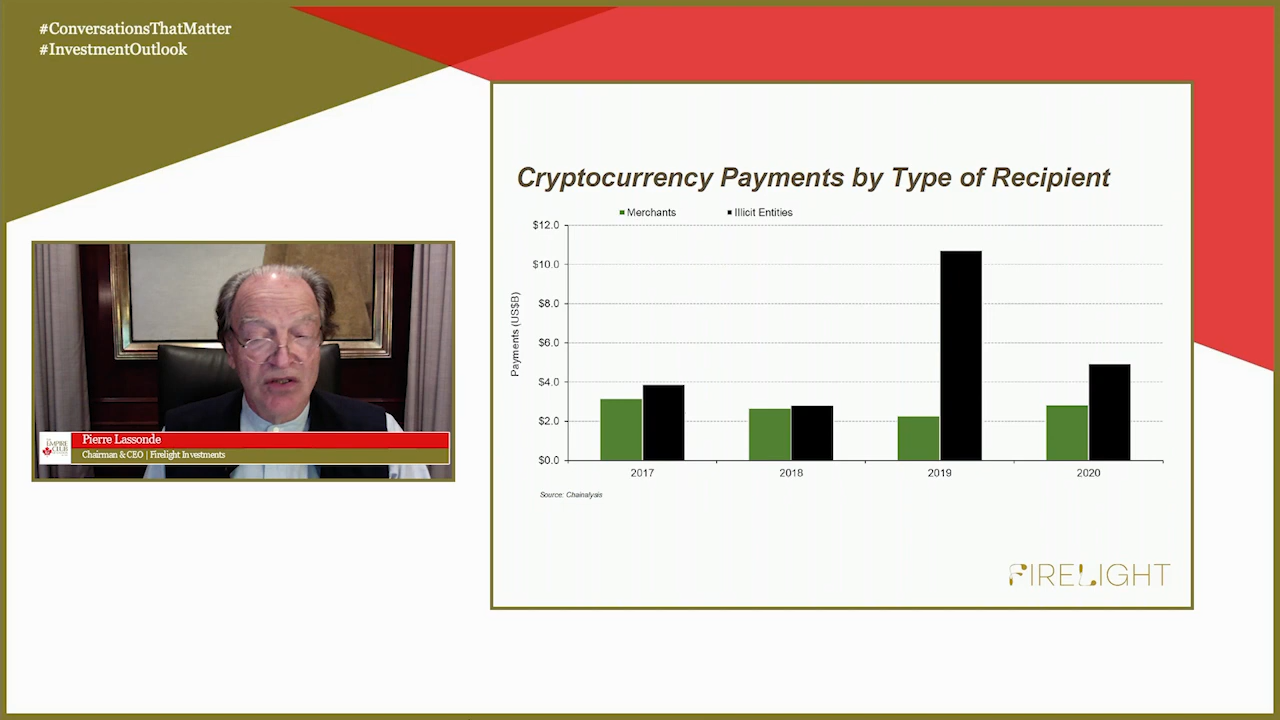 #ConversationsThatMatter
#InvestmentOutlook
Cryptocurrency Payments by Type of Recipient
Merchants Illicit Entities
$12.0
$10.0
$8.0
$6.0
$4.0
$2.0
$0.0
Payments (US$B)
2017 2018 2019 2020
Source: Chainalysis
FIRELIGHT
EMPIRE
CLUB
Pierre Lassonde
Chairman & CEO | Firelight Investments